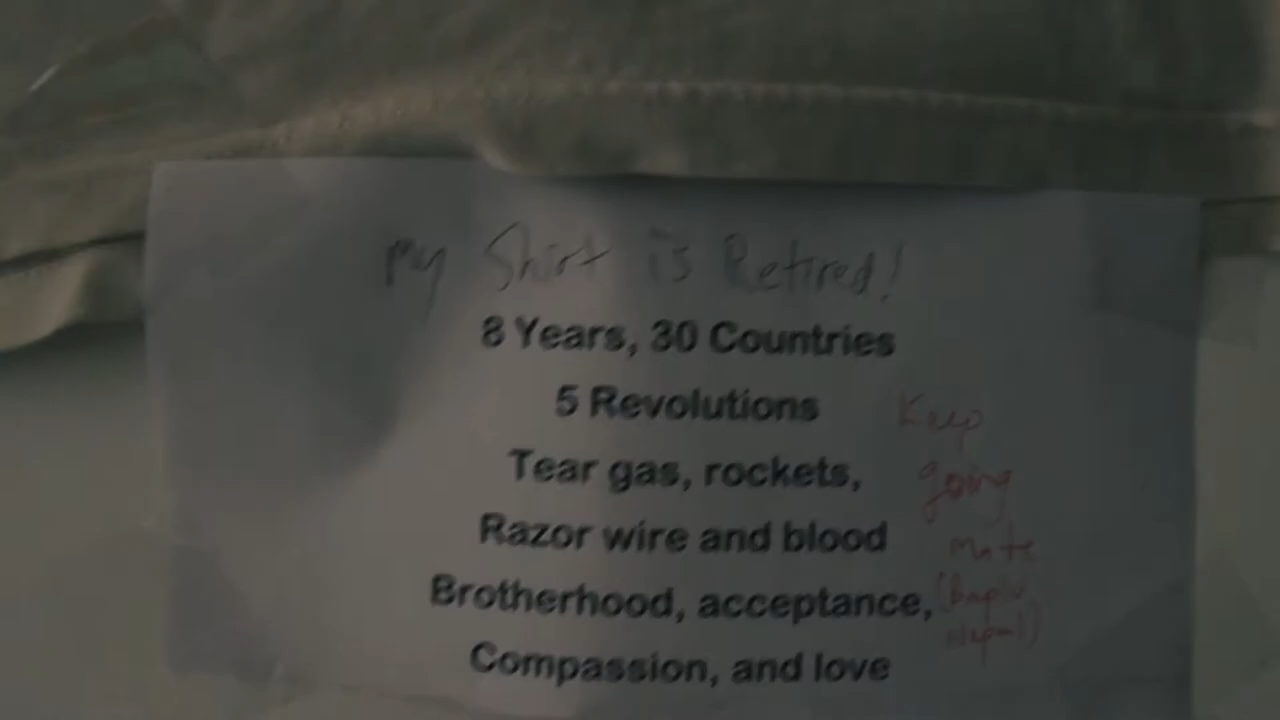 My Shirt is Retired!
8 Years, 30 Countries
5 Revolutions
Keep
Tear gas, rockets,
going
Razor wire and blood
mate
Brotherhood, acceptance,
Compassion, and love